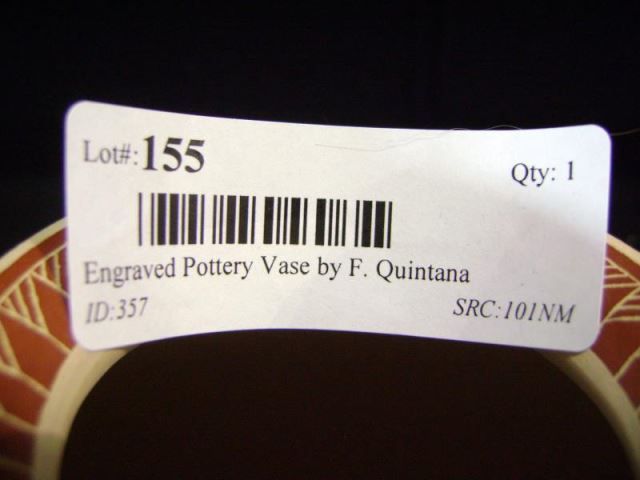 Lot#:155
Qty: 1
Engraved Pottery Vase by F. Quintana
ID:357
SRC:101NM